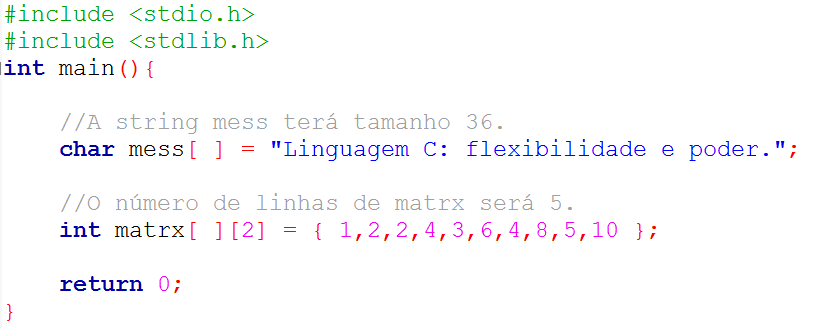 #include <stdio.h>
#include <stdlib.h>
int main(){
//A string mess terá tamanho 36.
char mess[ ] = "Linguagem C: flexibilidade e poder.";
//O número de linhas de matrx será 5.
int matrx[ ][2] = { 1,2,2,4,3,6,4,8,5,10 };
return 0;
}